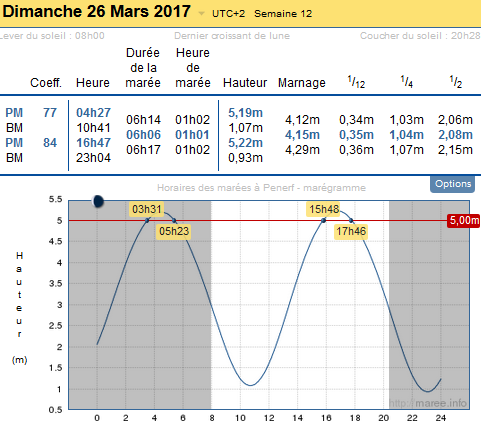 Dimanche 26 Mars 2017 UTC+2 Semaine 12
Lever du soleil : 08h00 Dernier croissant de lune Coucher du soleil : 20h28
Coeff. Heure Durée de la marée Heure de marée Hauteur Marnage 1/12 1/4 1/2
PM 77 04h27 5,19m
BM 10h41 06h14 01h02 1,07m 4,12m 0,34m 1,03m 2,06m
PM 84 16h47 06h06 01h01 5,22m 4,15m 0,35m 1,04m 2,08m
BM 23h04 06h17 01h02 0,93m 4,29m 0,36m 1,07m 2,15m
Options
Horaires des marées à Penerf - marégramme
5.5
5
4.5
4
3.5
3
2.5
2
1.5
1
0.5
Hauteur
(m)
03h31
05h23
15h48
17h46
5,00m
http://maree.info
0 2 4 6 8 10 12 14 16 18 20 22 24